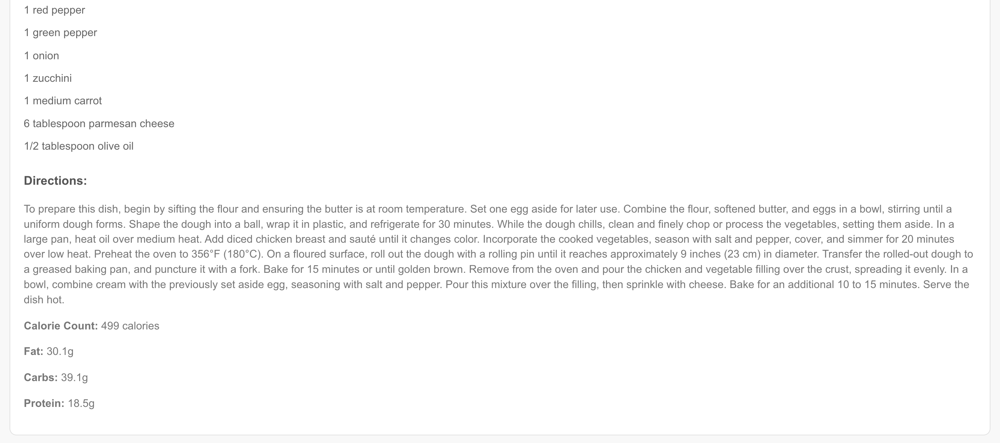 1 red pepper
1 green pepper
1 onion
1 zucchini
1 medium carrot
6 tablespoon parmesan cheese
1/2 tablespoon olive oil
Directions:
To prepare this dish, begin by sifting the flour and ensuring the butter is at room temperature. Set one egg aside for later use. Combine the flour, softened butter, and eggs in a bowl, stirring until a
uniform dough forms. Shape the dough into a ball, wrap it in plastic, and refrigerate for 30 minutes. While the dough chills, clean and finely chop or process the vegetables, setting them aside. In a
large pan, heat oil over medium heat. Add diced chicken breast and sauté until it changes color. Incorporate the cooked vegetables, season with salt and pepper, cover, and simmer for 20 minutes
over low heat. Preheat the oven to 356°F (180°C). On a floured surface, roll out the dough with a rolling pin until it reaches approximately 9 inches (23 cm) in diameter. Transfer the rolled-out dough to
a greased baking pan, and puncture it with a fork. Bake for 15 minutes or until golden brown. Remove from the oven and pour the chicken and vegetable filling over the crust, spreading it evenly. In a
bowl, combine cream with the previously set aside egg, seasoning with salt and pepper. Pour this mixture over the filling, then sprinkle with cheese. Bake for an additional 10 to 15 minutes. Serve the
dish hot.
Calorie Count: 499 calories
Fat: 30.1g
Carbs: 39.1g
Protein: 18.5g